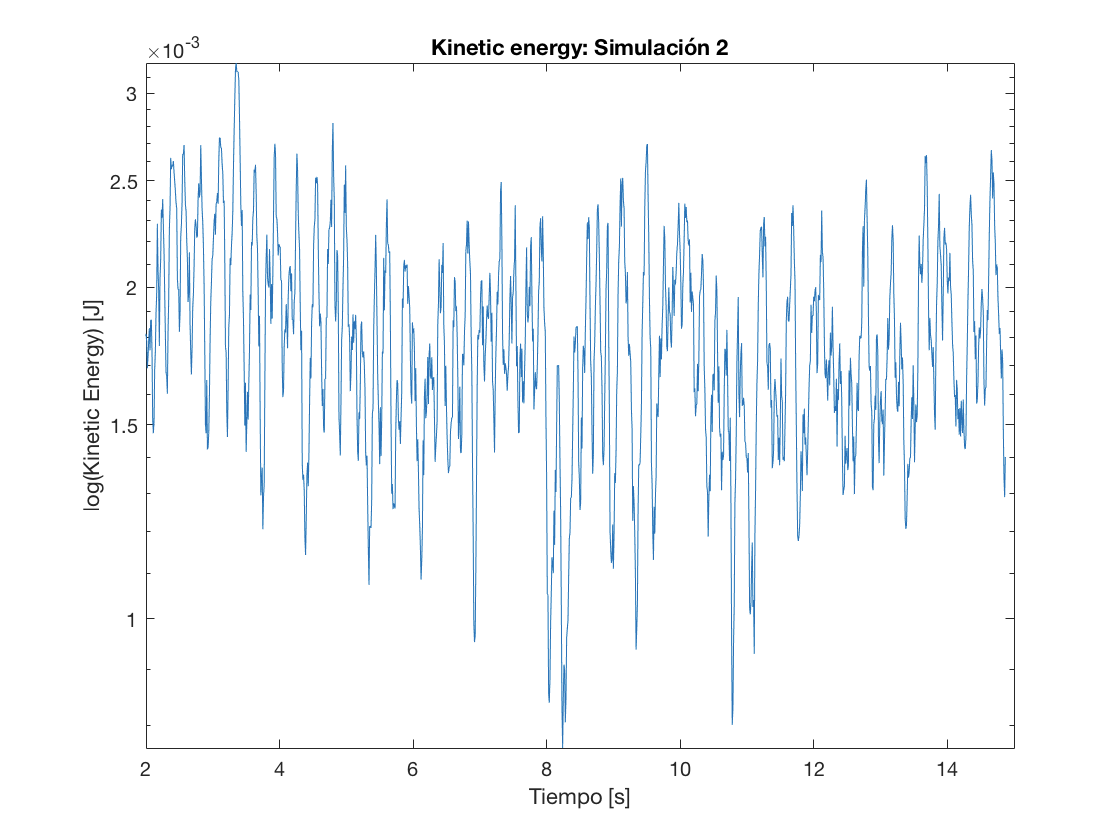 Kinetic energy: Simulación 2
×10-3
3
2.5
2
1.5
1
log(Kinetic Energy) [J]
2 4 6 8 10 12 14
Tiempo [s]